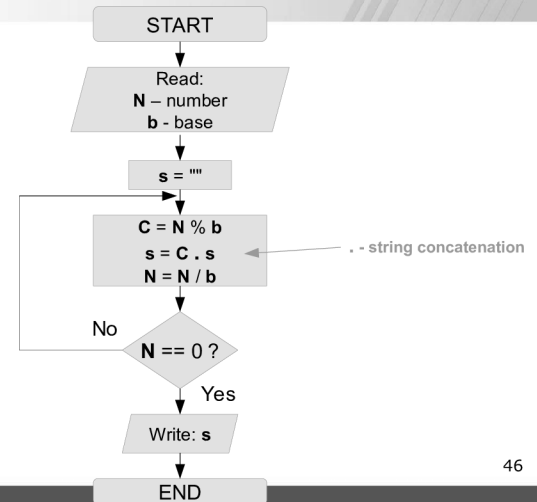 START
Read:
N – number
b - base
s = ""
C = N % b
s = C . s
N = N / b
. - string concatenation
No
N == 0 ?
Yes
Write: s
46
END